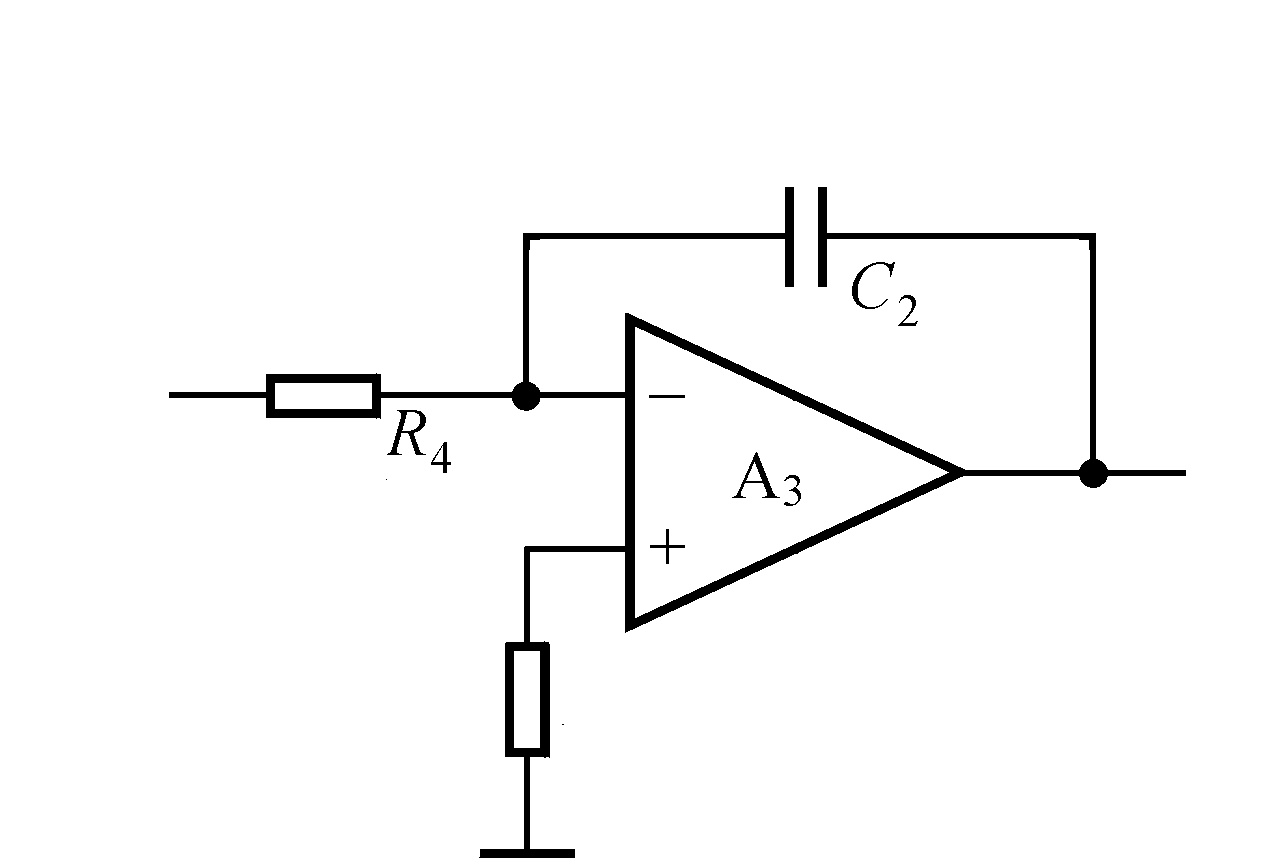 C₂
R₄
−
A₃
+